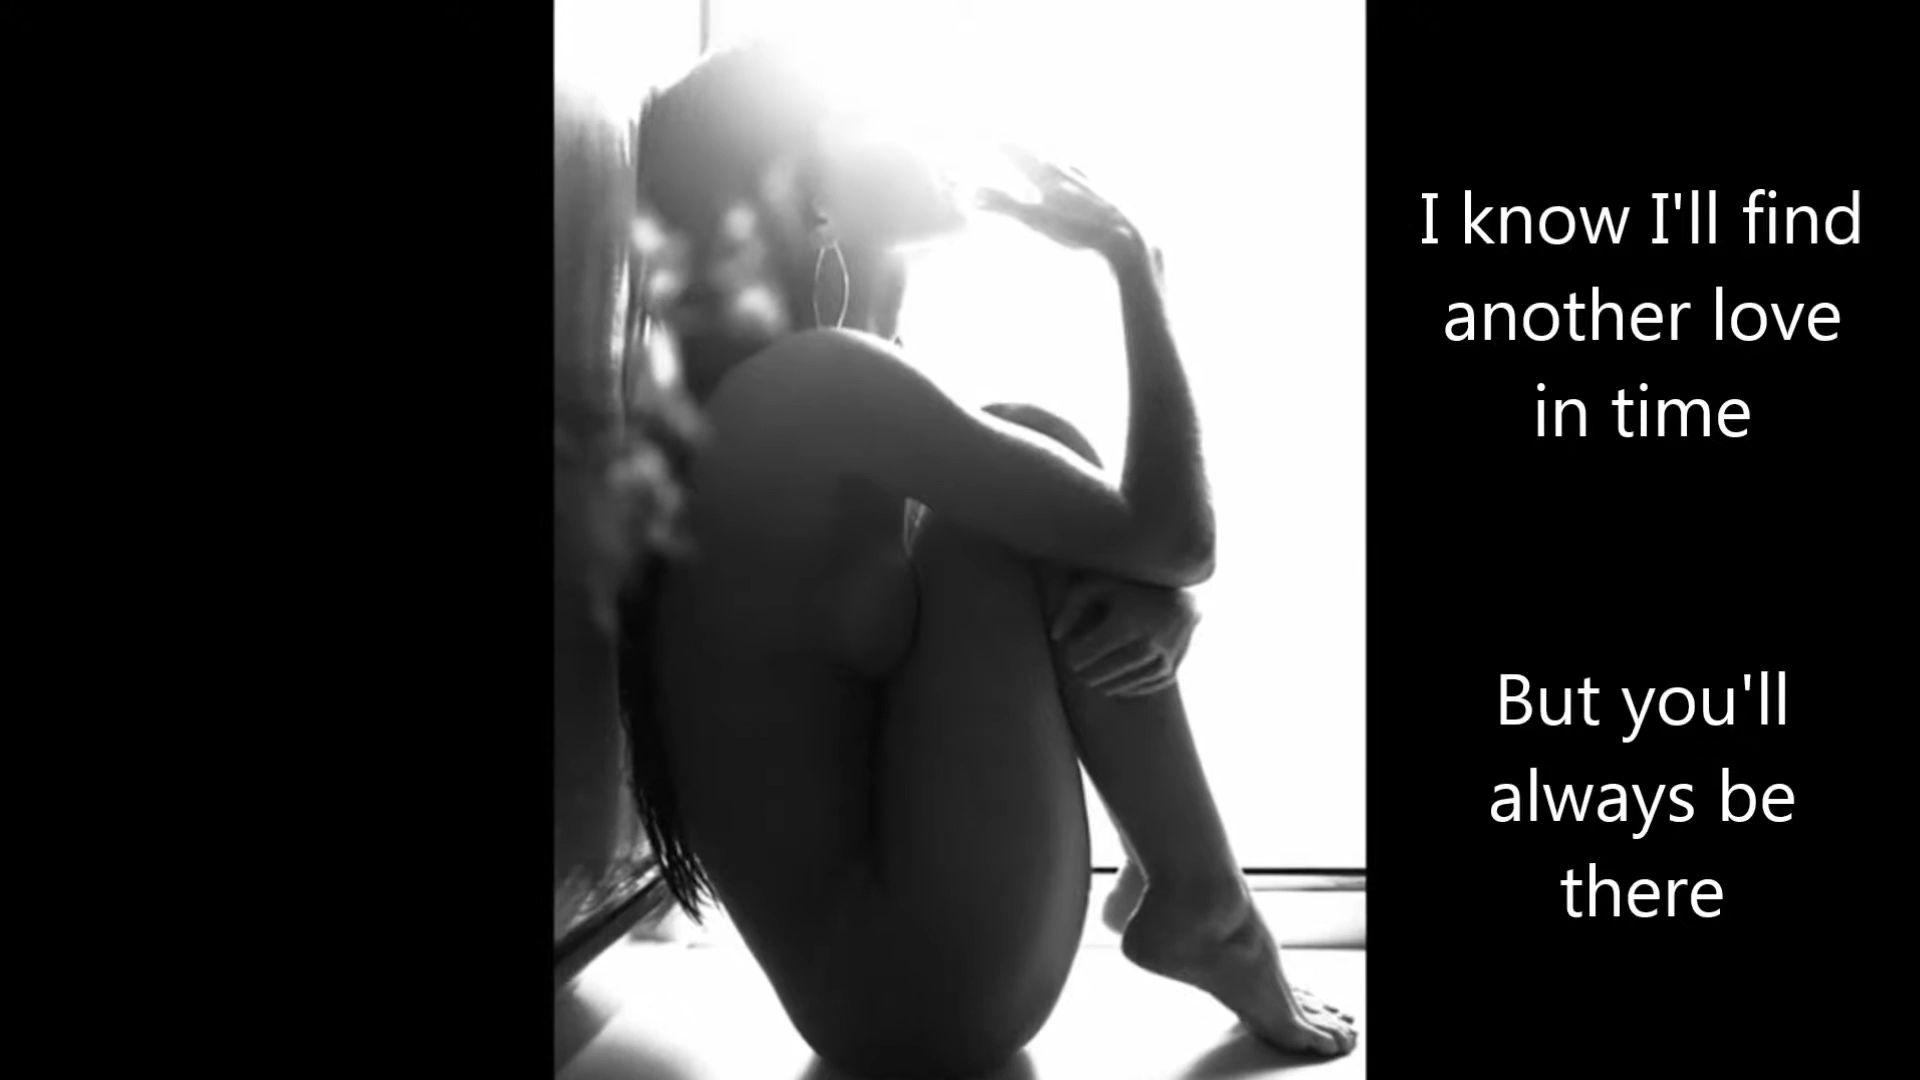 I know I'll find
another love
in time
But you'll
always be
there